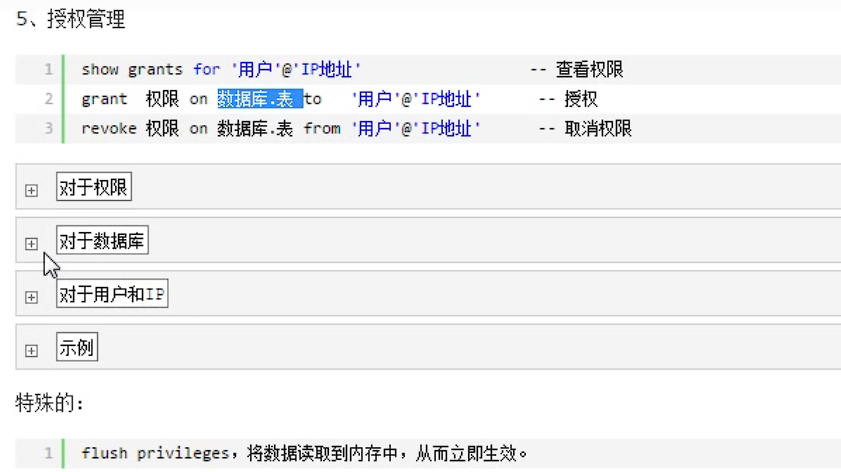 5、授权管理
1 show grants for '用户'@'IP地址' -- 查看权限
2 grant 权限 on 数据库.表 to '用户'@'IP地址' -- 授权
3 revoke 权限 on 数据库.表 from '用户'@'IP地址' -- 取消权限
对于权限
对于数据库
对于用户和IP
示例
特殊的：
1 flush privileges，将数据读取到内存中，从而立即生效。